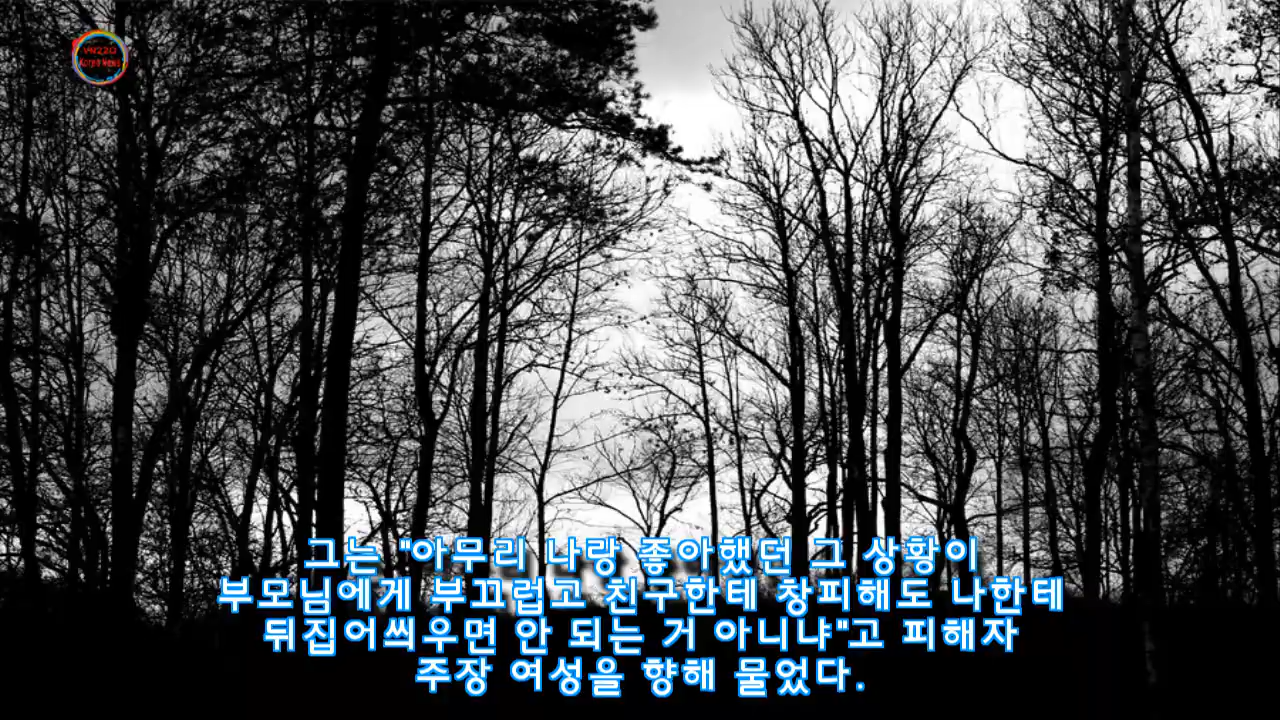 Korea News
그는 "아무리 나랑 좋아했던 그 상황이
부모님에게 부끄럽고 친구한테 창피해도 나한테
뒤집어씌우면 안 되는 거 아니냐"고 피해자
주장 여성을 향해 물었다.